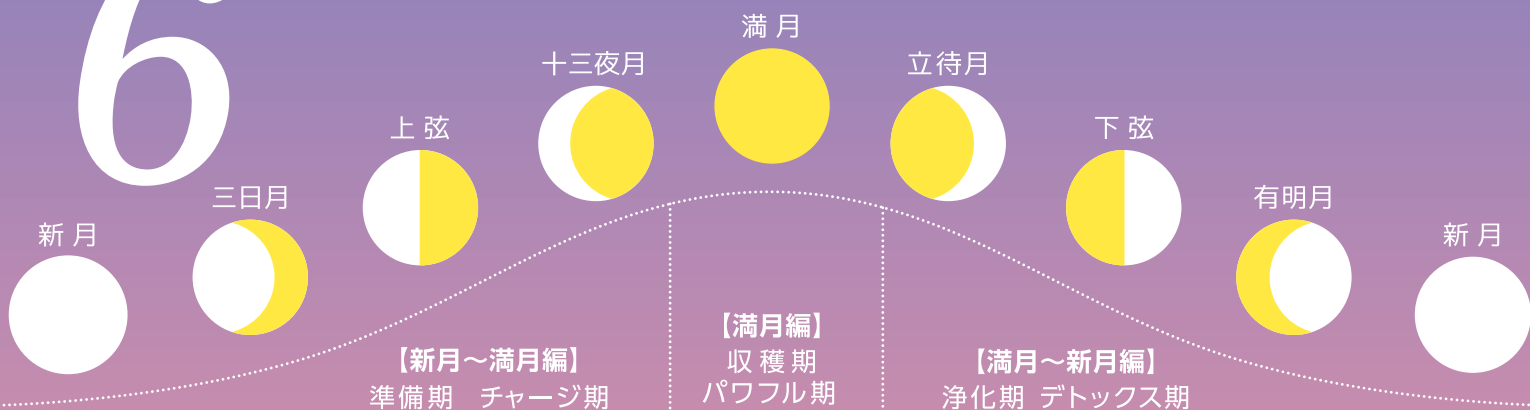 6
新月
三日月
上弦
十三夜月
満月
立待月
下弦
有明月
新月
【新月～満月編】
準備期 チャージ期
【満月編】
収穫期
パワフル期
【満月～新月編】
浄化期 デトックス期